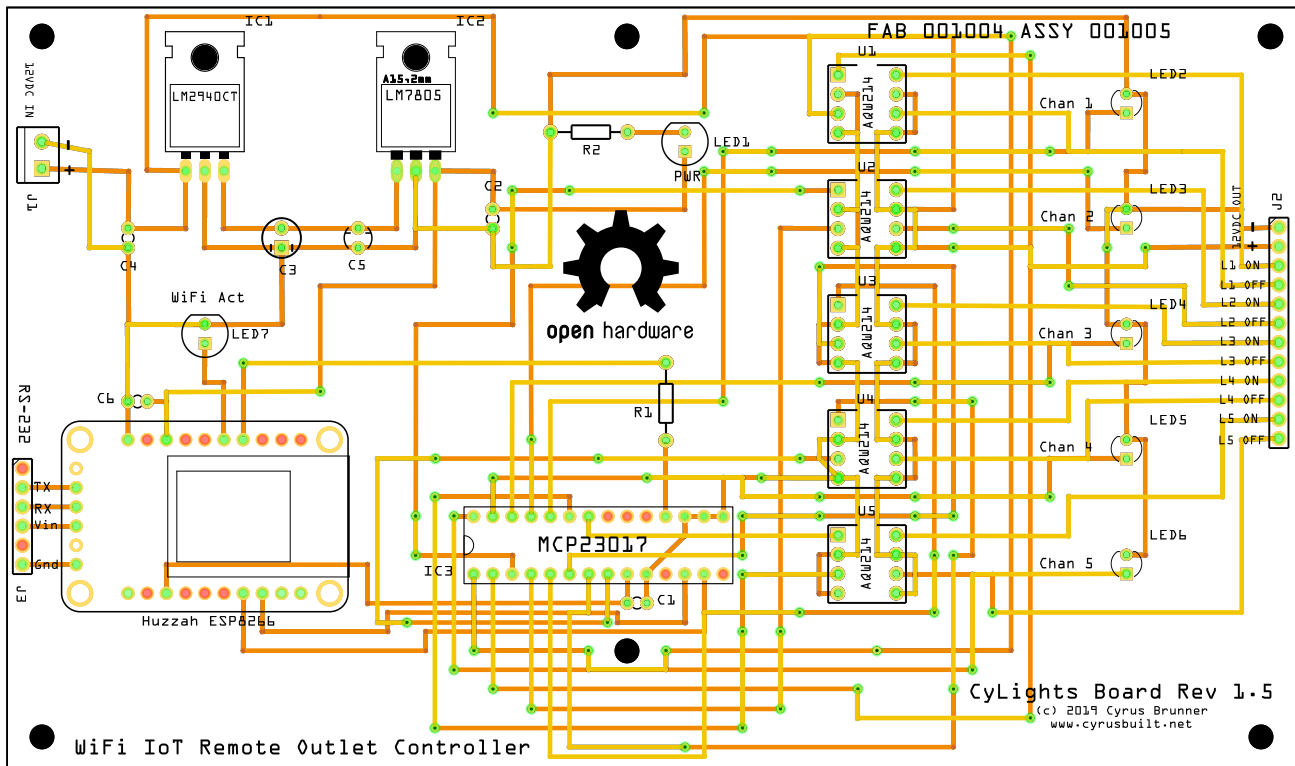 IC1
IC2
FAB 001004 ASSY 001005
U1
12VDC IN
A15,2mm
LM2940CT
LM7805
AQW214
LED2
Chan 1
-
+
J1
R2
LED1
PWR
U2
AQW214
LED3
C2
Chan 2
J2
12VDC OUT
-
+
C4
C3
C5
L1 ON
L1 OFF
U3
WiFi Act
LED7
open hardware
AQW214
LED4
Chan 3
L2 ON
L2 OFF
L3 ON
L3 OFF
C6
R1
U4
L4 ON
L4 OFF
RS-232
AQW214
LED5
Chan 4
L5 ON
L5 OFF
TX
RX
Vin
Gnd
J3
U5
MCP23017
IC3
AQW214
LED6
Chan 5
C1
Huzzah ESP8266
CyLights Board Rev 1.5
(c) 2019 Cyrus Brunner
www.cyrusbuilt.net
WiFi IoT Remote Outlet Controller